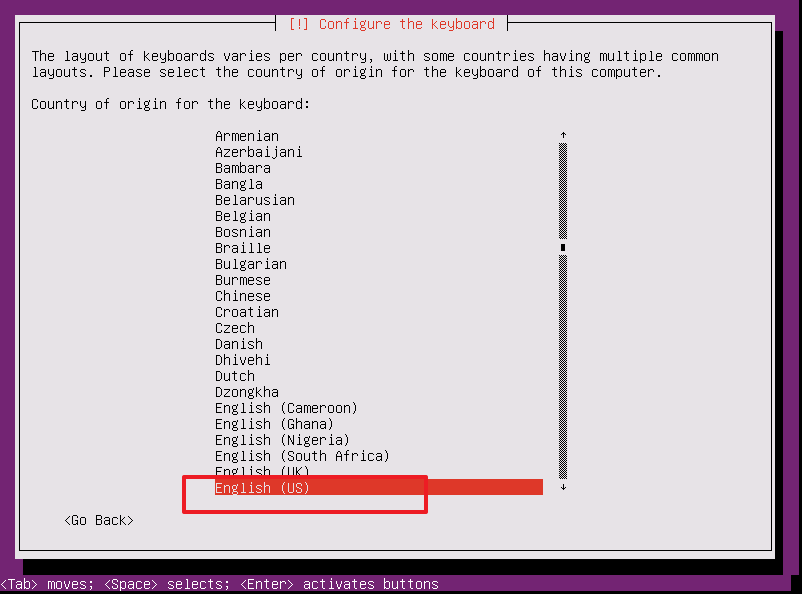 [!] Configure the keyboard
The layout of keyboards varies per country, with some countries having multiple common
layouts. Please select the country of origin for the keyboard of this computer.
Country of origin for the keyboard:
Armenian
Azerbaijani
Bambara
Bangla
Belarusian
Belgian
Bosnian
Braille
Bulgarian
Burmese
Chinese
Croatian
Czech
Danish
Dhivehi
Dutch
Dzongkha
English (Cameroon)
English (Ghana)
English (Nigeria)
English (South Africa)
English (UK)
English (US)
<Go Back>
<Tab> moves; <Space> selects; <Enter> activates buttons